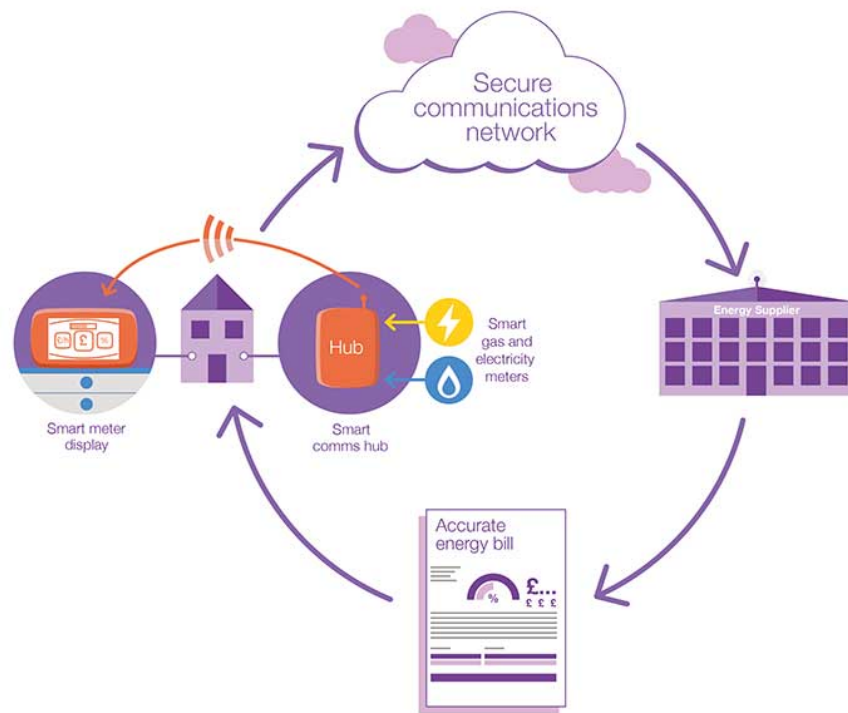 Secure
communications
network
Energy Supplier
Hub
Smart
gas and
electricity
meters
Smart meter
display
Smart
comms hub
Accurate
energy bill
£...
%
£ £ £